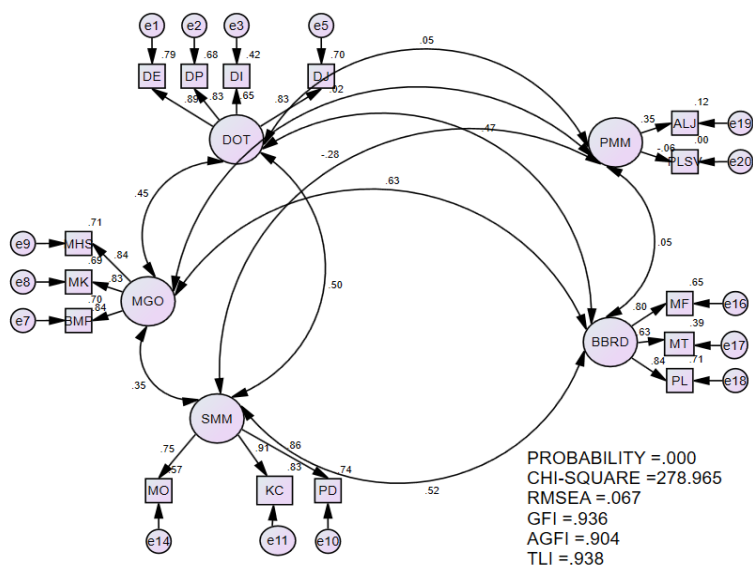 e1 e2 e3 e5
.79 .68 .42 .70
DE DP DI DJ
.89 .83 .65 .83 .02
.05
DOT
.12
.35 ALJ e19
PMM
.00
-.06 PLSV e20
.47
-.28
.45
.63
.71
e9 MHS .84
.69
e8 MK .83
.70
e7 BMP .84
MGO
.50
.05
.65
.80 MF e16
.39
BBRD .63 MT e17
.71
.84 PL e18
.35
SMM
.75 .91 .86
.57 .83 .74
MO KC PD
.52
e14 e11 e10
PROBABILITY =.000
CHI-SQUARE =278.965
RMSEA =.067
GFI =.936
AGFI =.904
TLI =.938